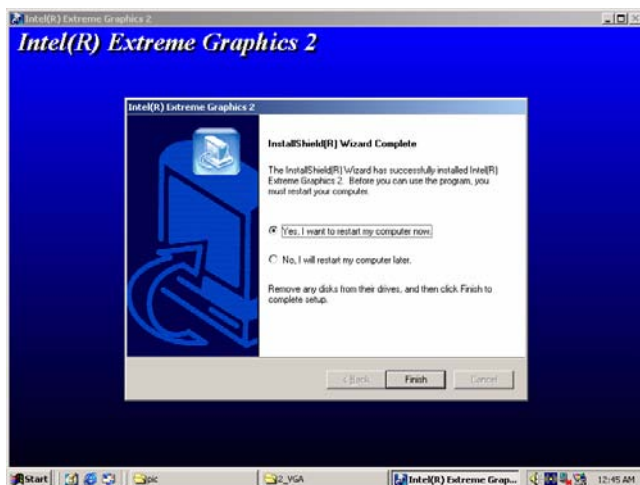 Intel(R) Extreme Graphics 2
Intel(R) Extreme Graphics 2
Intel(R) Extreme Graphics 2
InstallShield(R) Wizard Complete
The InstallShield(R) Wizard has successfully installed Intel(R)
Extreme Graphics 2. Before you can use the program, you
must restart your computer.
Yes, I want to restart my computer now.
No, I will restart my computer later.
Remove any disks from their drives, and then click Finish to
complete setup.
< Back
Finish
Cancel
Start
pic
2_VGA
Intel(R) Extreme Grap...
12:45 AM